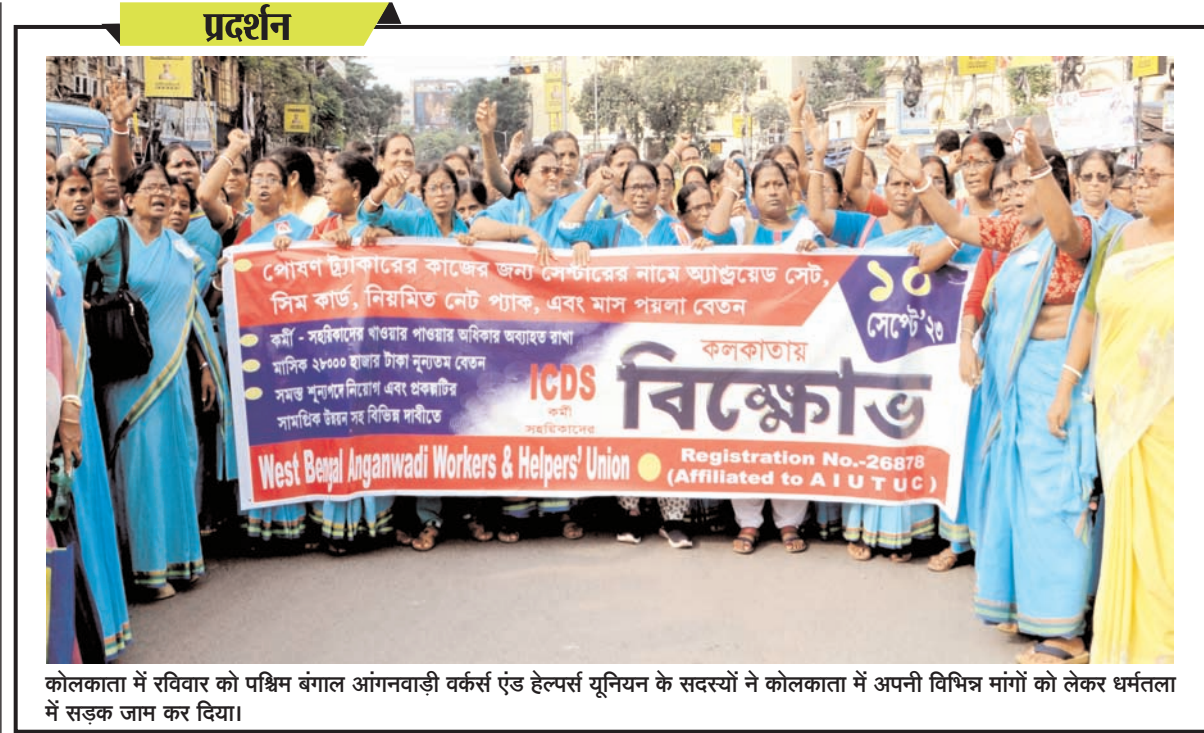 प्रदर्शन
পোষণ ট্র্যাকারের কাজের জন্য সেন্টারের নামে অ্যান্ড্রয়েড সেট,
সিম কার্ড, নিয়মিত নেট প্যাক, এবং মাস পয়লা বেতন
১০
সেপ্টে'২৩
কর্মী - সহায়িকাদের খাওয়ার পাওয়ার অধিকার অব্যাহত রাখা
মাসিক ২৮০০০ হাজার টাকা নূন্যতম বেতন
সমস্ত শূন্যপদে নিয়োগ এবং প্রকল্পটির
সামগ্রিক উন্নয়ন সহ বিভিন্ন দাবীতে
ICDS
কর্মী
সহায়িকাদের
কলকাতায়
বিক্ষোভ
West Bengal Anganwadi Workers & Helpers' Union
Registration No.-26878
(Affiliated to A I U T U C)
कोलकाता में रविवार को पश्चिम बंगाल आंगनवाड़ी वर्कर्स एंड हेल्पर्स यूनियन के सदस्यों ने कोलकाता में अपनी विभिन्न मांगों को लेकर धर्मतला
में सड़क जाम कर दिया।